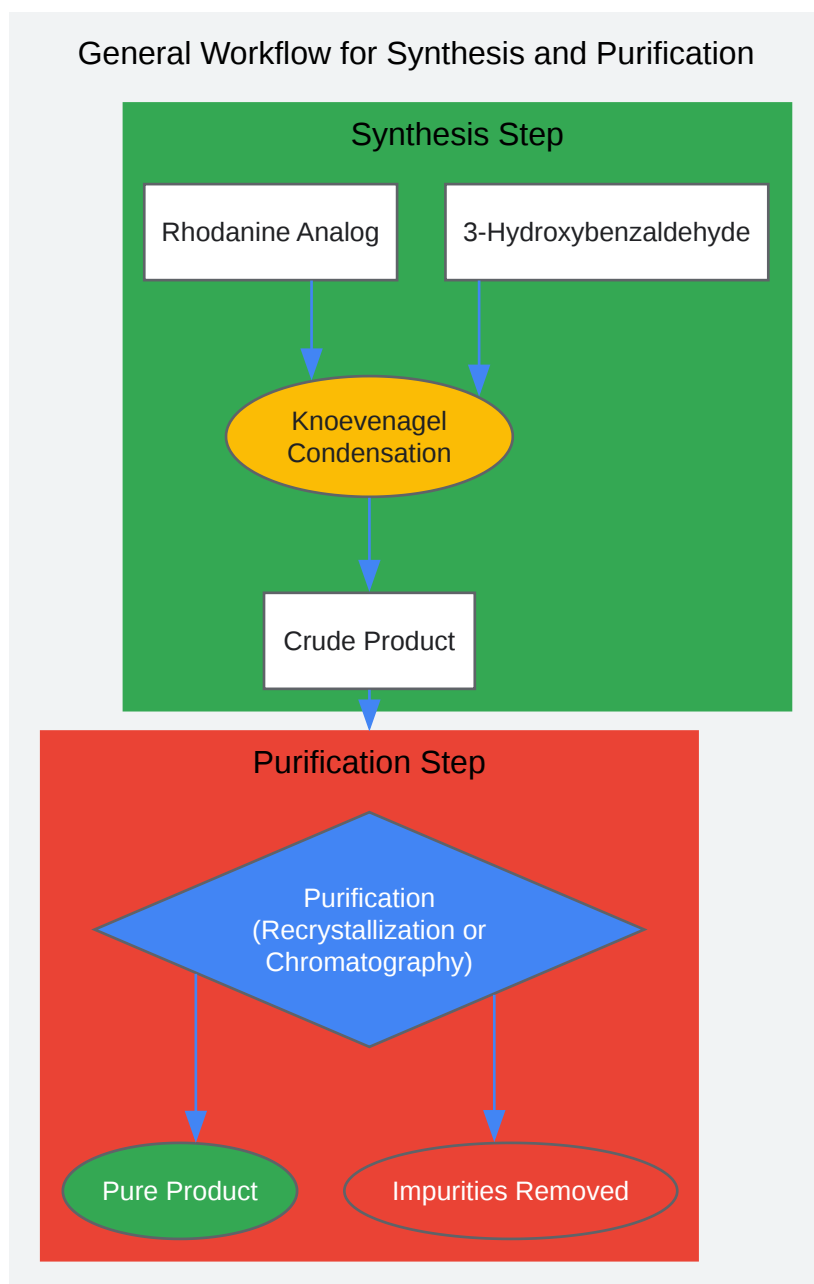 General Workflow for Synthesis and Purification
Synthesis Step
Rhodanine Analog
3-Hydroxybenzaldehyde
Knoevenagel
Condensation
Crude Product
Purification Step
Purification
(Recrystallization or
Chromatography)
Pure Product
Impurities Removed